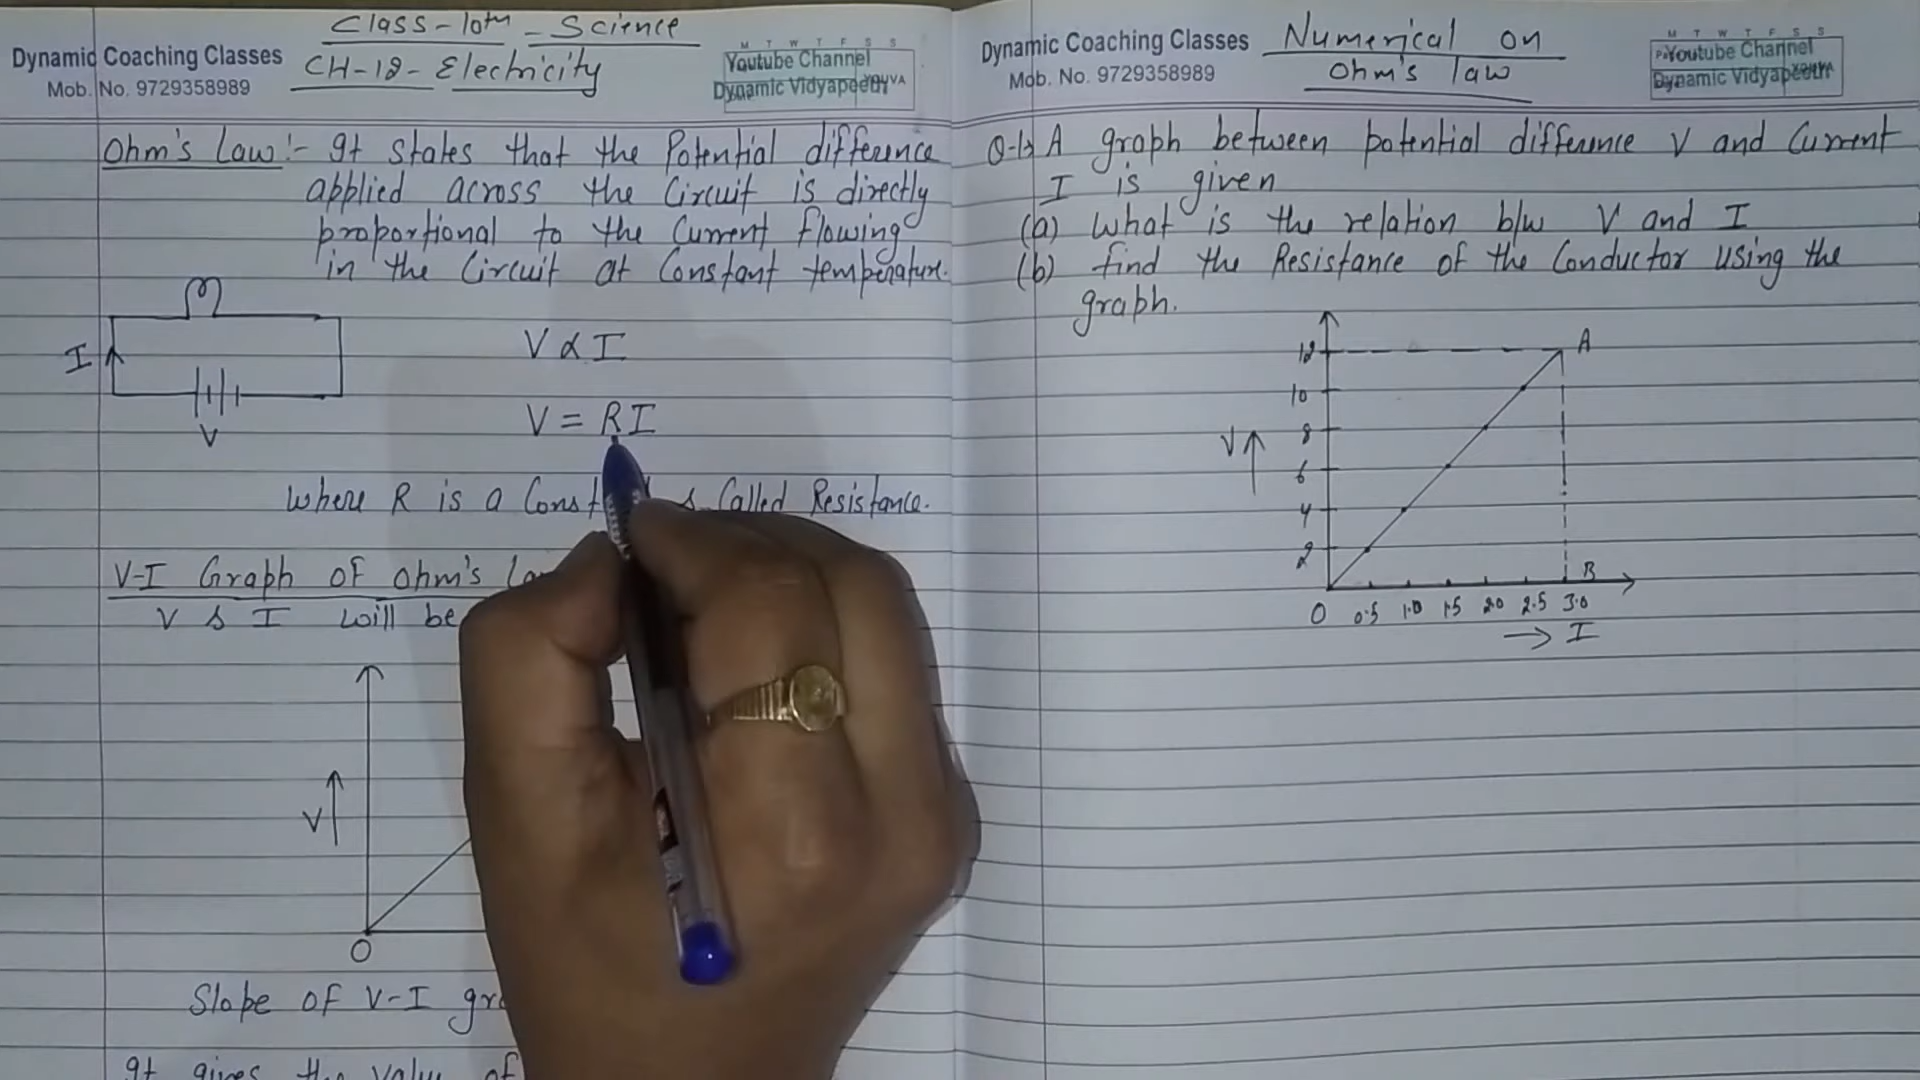 Class-10th - Science
CH-12 - Electricity
Dynamic Coaching Classes
Mob. No. 9729358989
M T W T F S S
Youtube Channel
Dynamic Vidyapeeth
Ohm's Law :- It States that the Potential difference
applied across the Circuit is directly
proportional to the Current flowing
in the Circuit at Constant temperature.
I
V
V ∝ I
V = RI
Where R is a Called Resistance.
V-I Graph OF Ohm's
V & I will be
V
O
Slope OF V-I
It gives the value of
Dynamic Coaching Classes
Mob. No. 9729358989
Numerical on
Ohm's law
M T W T F S S
Youtube Channel
Dynamic Vidyapeeth
Q-1) A graph between potential difference V and Current
I is given
(a) What is the relation b/w V and I
(b) find the Resistance of the Conductor using the
graph.
12 A
10
V 8
6
4
2
B
O 0.5 1.0 1.5 2.0 2.5 3.0
→ I